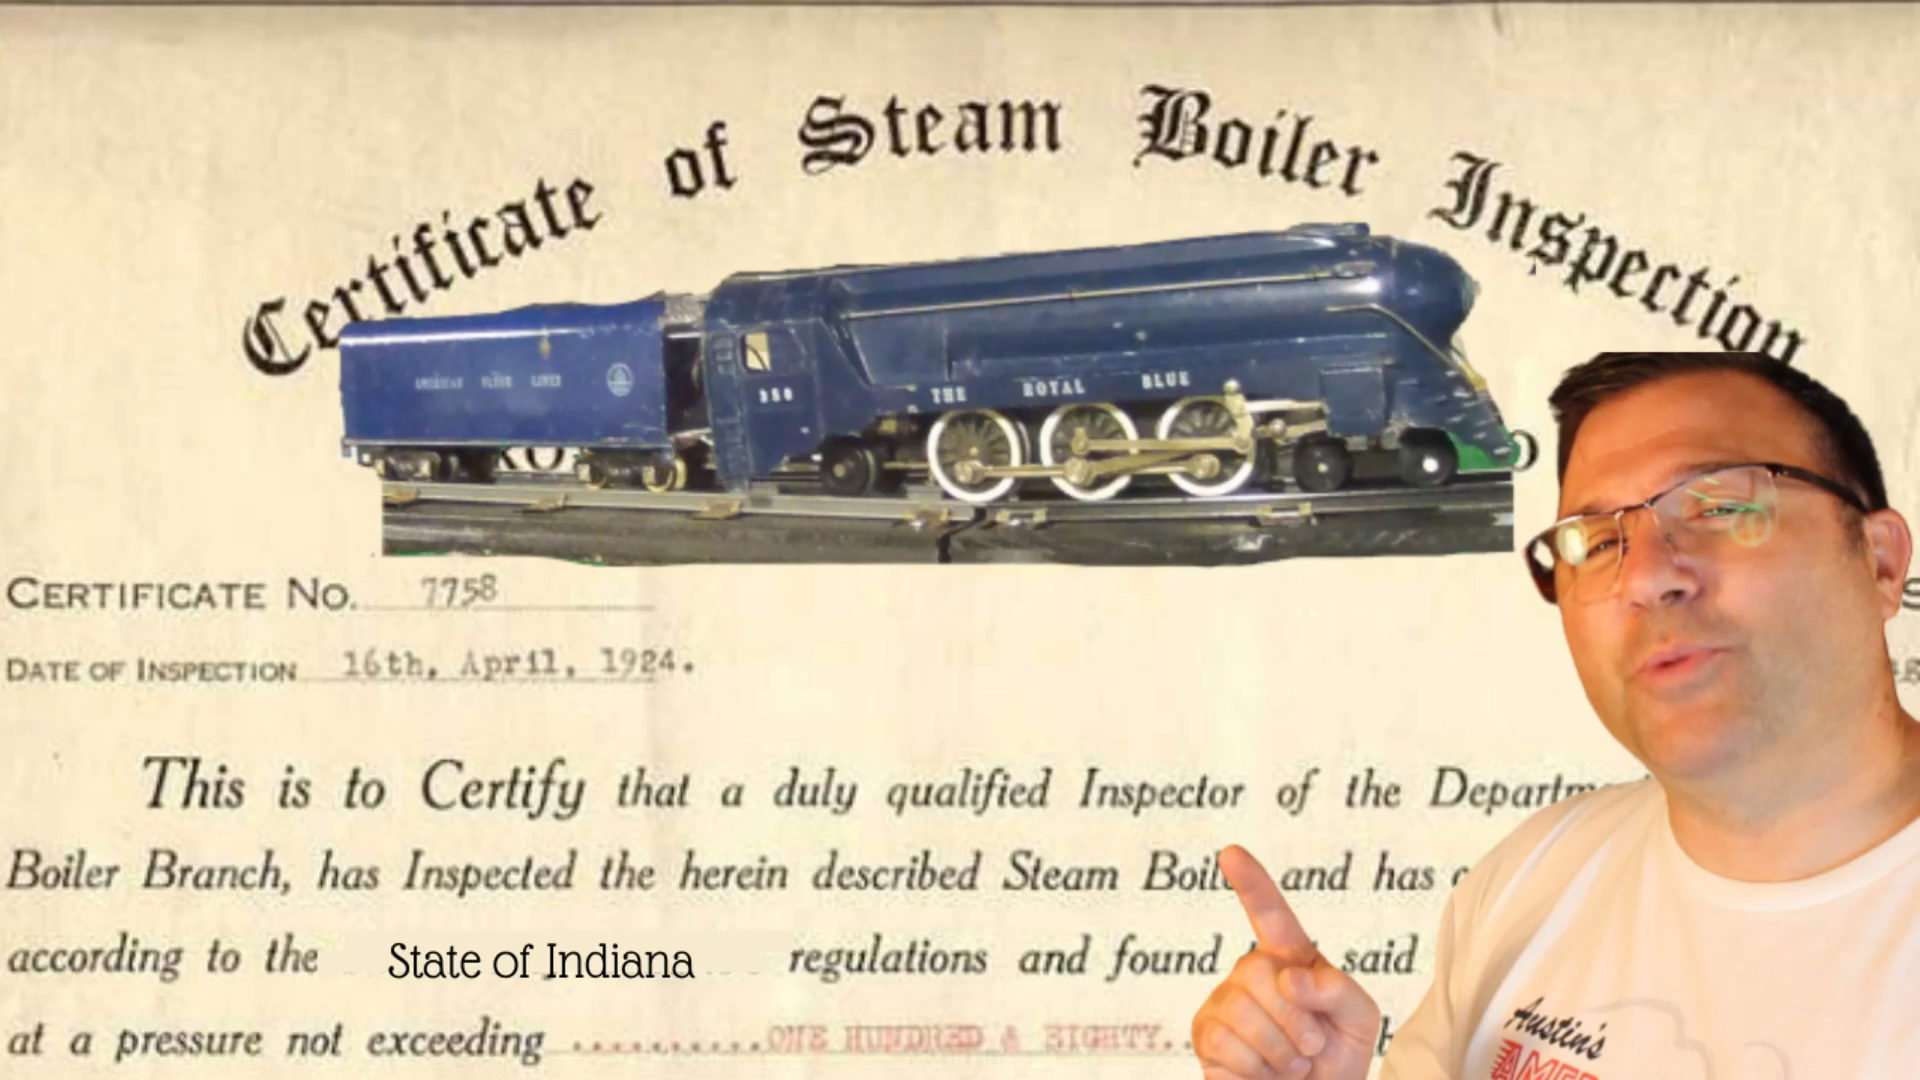 Certificate of Steam Boiler Inspection
AMERICAN FLYER LINES
350
THE ROYAL BLUE
CERTIFICATE NO. 7758
DATE OF INSPECTION 16th, April, 1924.
This is to Certify that a duly qualified Inspector of the
Boiler Branch, has Inspected the herein described Steam and has
according to the State of Indiana regulations and found said
at a pressure not exceeding ..........ONE HUNDRED & EIGHTY..
Austin's